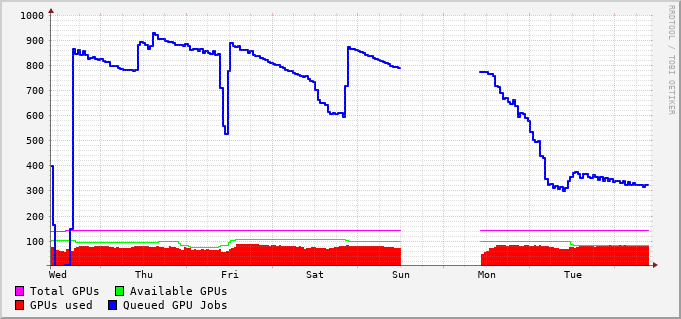 1000
900
800
700
600
500
400
300
200
100
Wed Thu Fri Sat Sun Mon Tue
Total GPUs Available GPUs
GPUs used Queued GPU Jobs
RRDTOOL / TOBI OETIKER